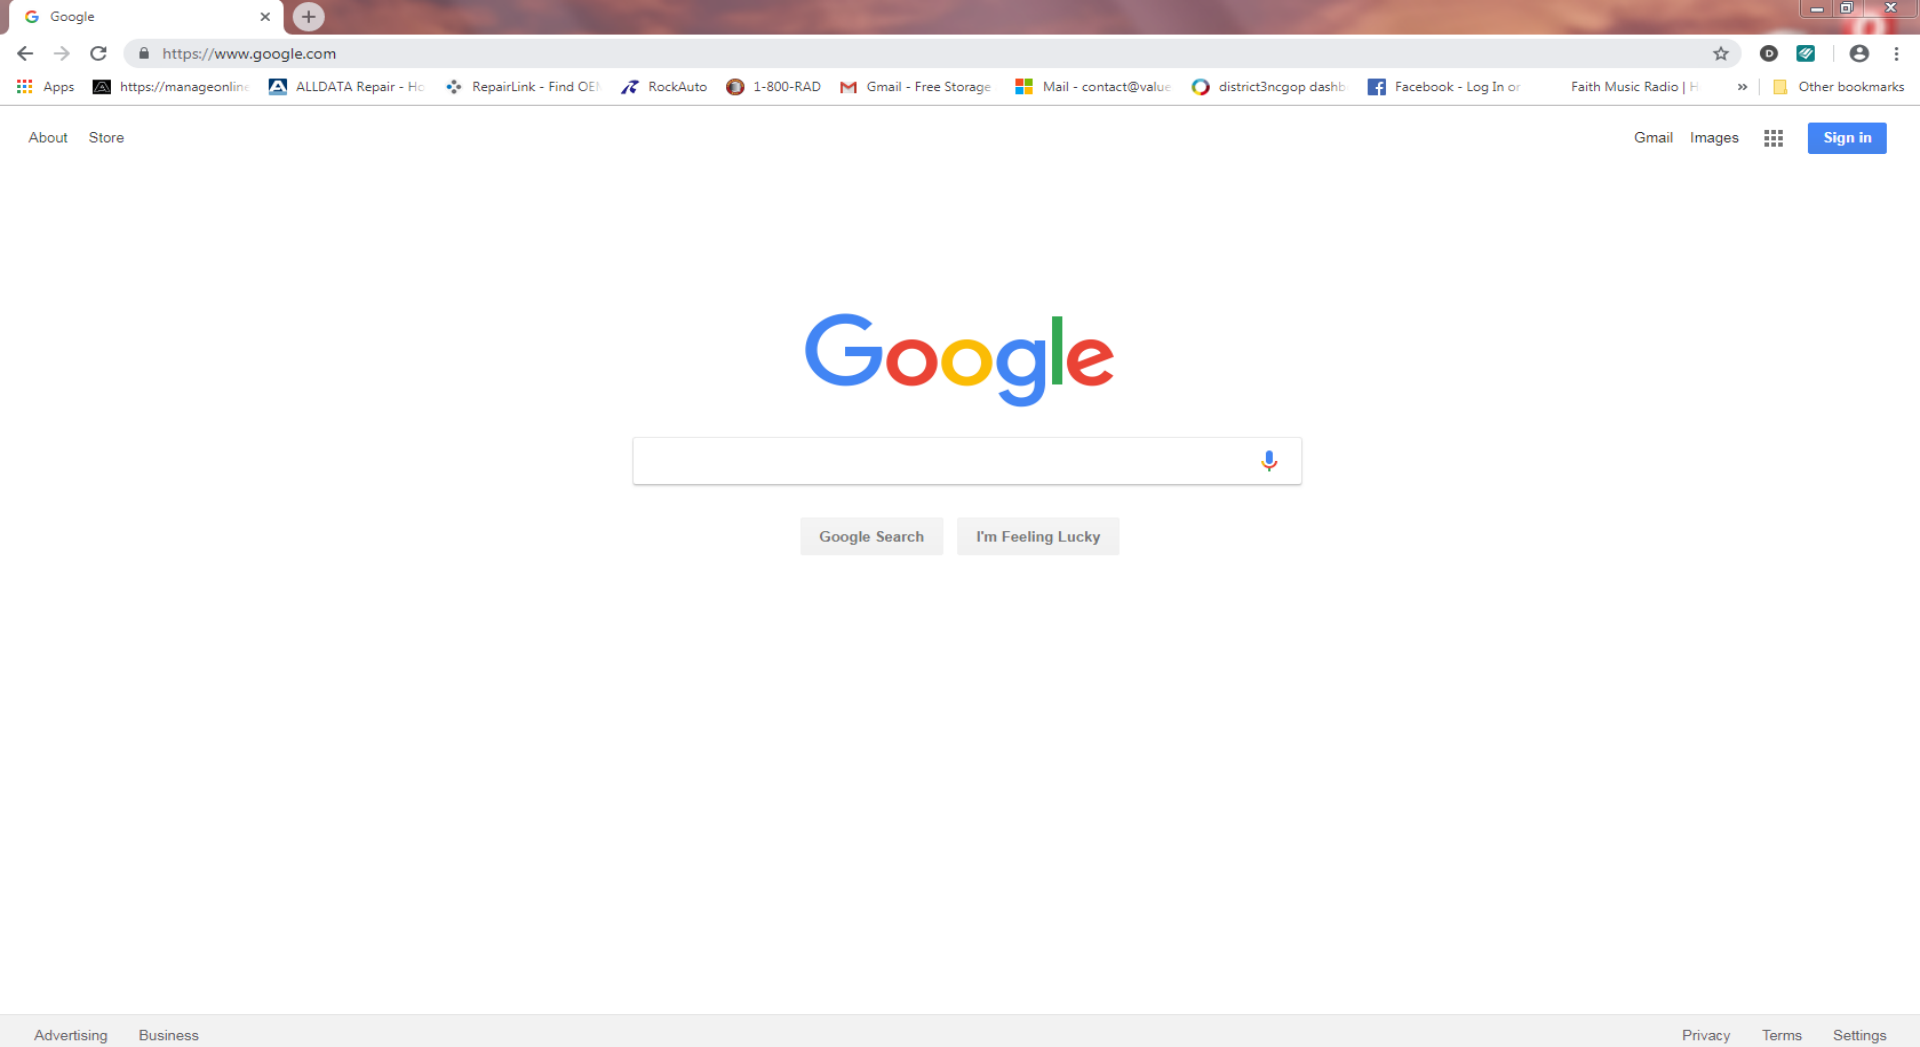 Google
https://www.google.com
Apps https://manageonline ALLDATA Repair - Ho RepairLink - Find OE RockAuto 1-800-RAD Gmail - Free Storage Mail - contact@value district3ncgop dashb Facebook - Log In or Faith Music Radio | H » Other bookmarks
About Store Gmail Images Sign in
Google
Google Search I'm Feeling Lucky
Advertising Business Privacy Terms Settings